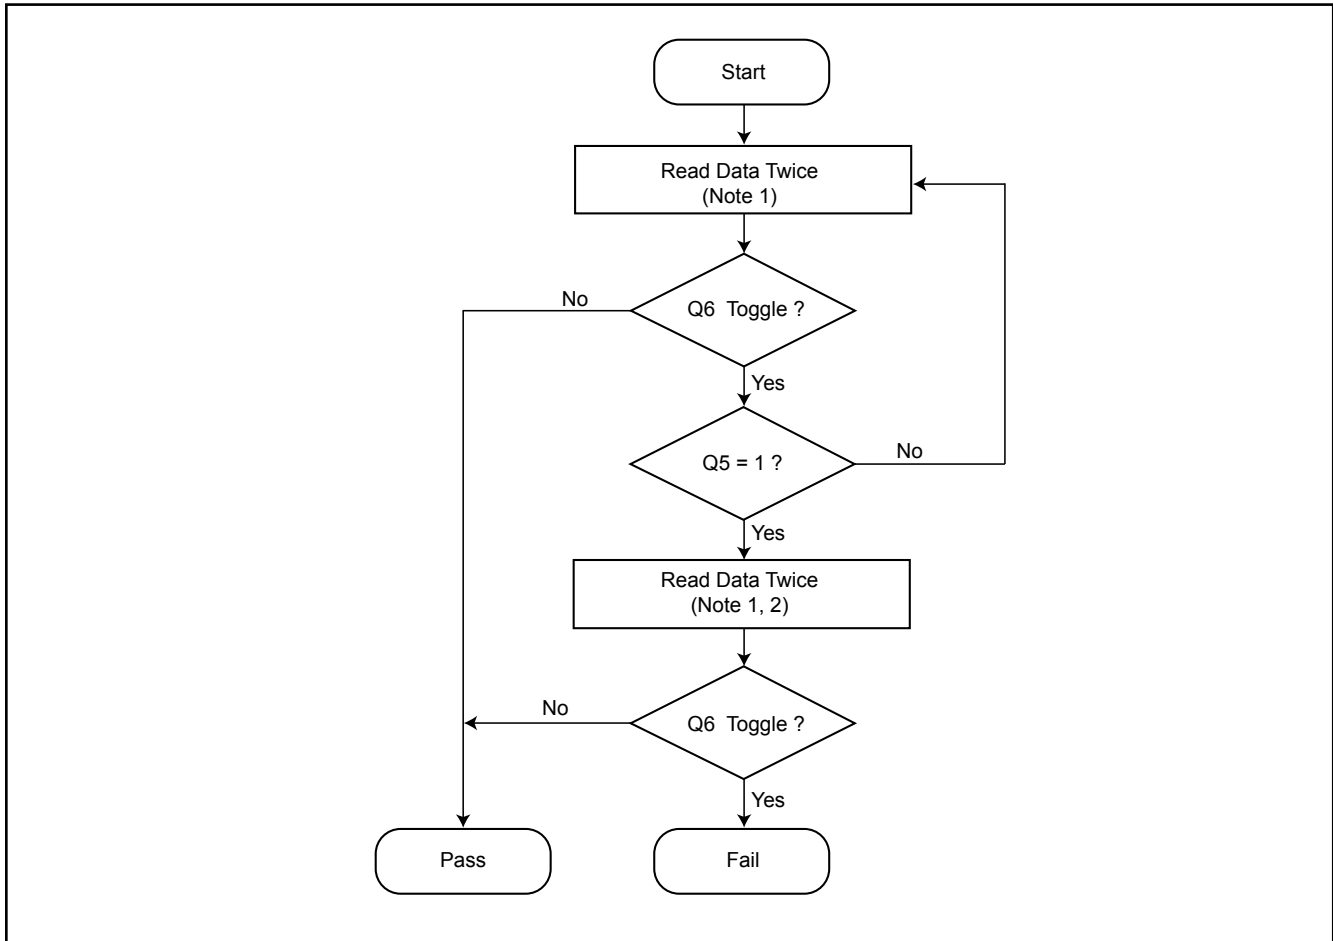 Start
Read Data Twice
(Note 1)
Q6 Toggle ?
No
Yes
Q5 = 1 ?
No
Yes
Read Data Twice
(Note 1, 2)
Q6 Toggle ?
No
Yes
Pass
Fail